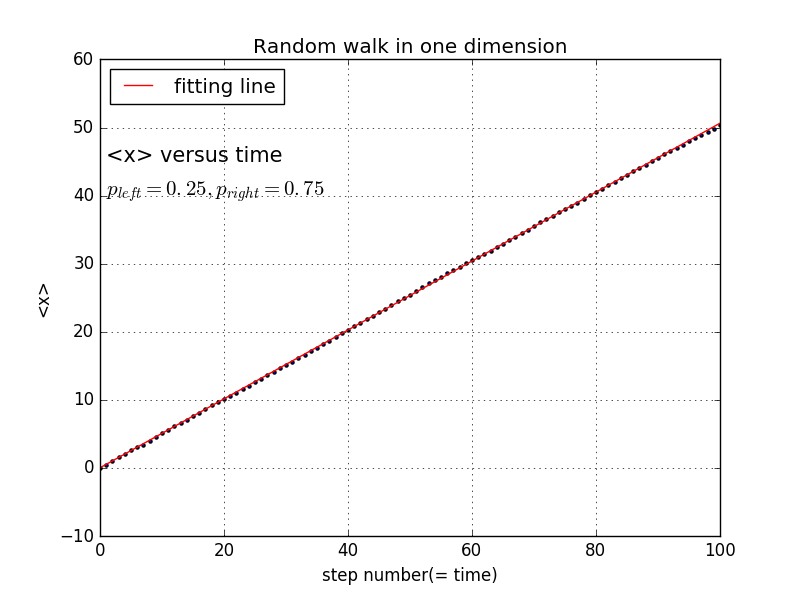 Random walk in one dimension
60
fitting line
50
<x> versus time
40
p_left = 0.25, p_right = 0.75
30
<x>
20
10
0
−10
0 20 40 60 80 100
step number(= time)